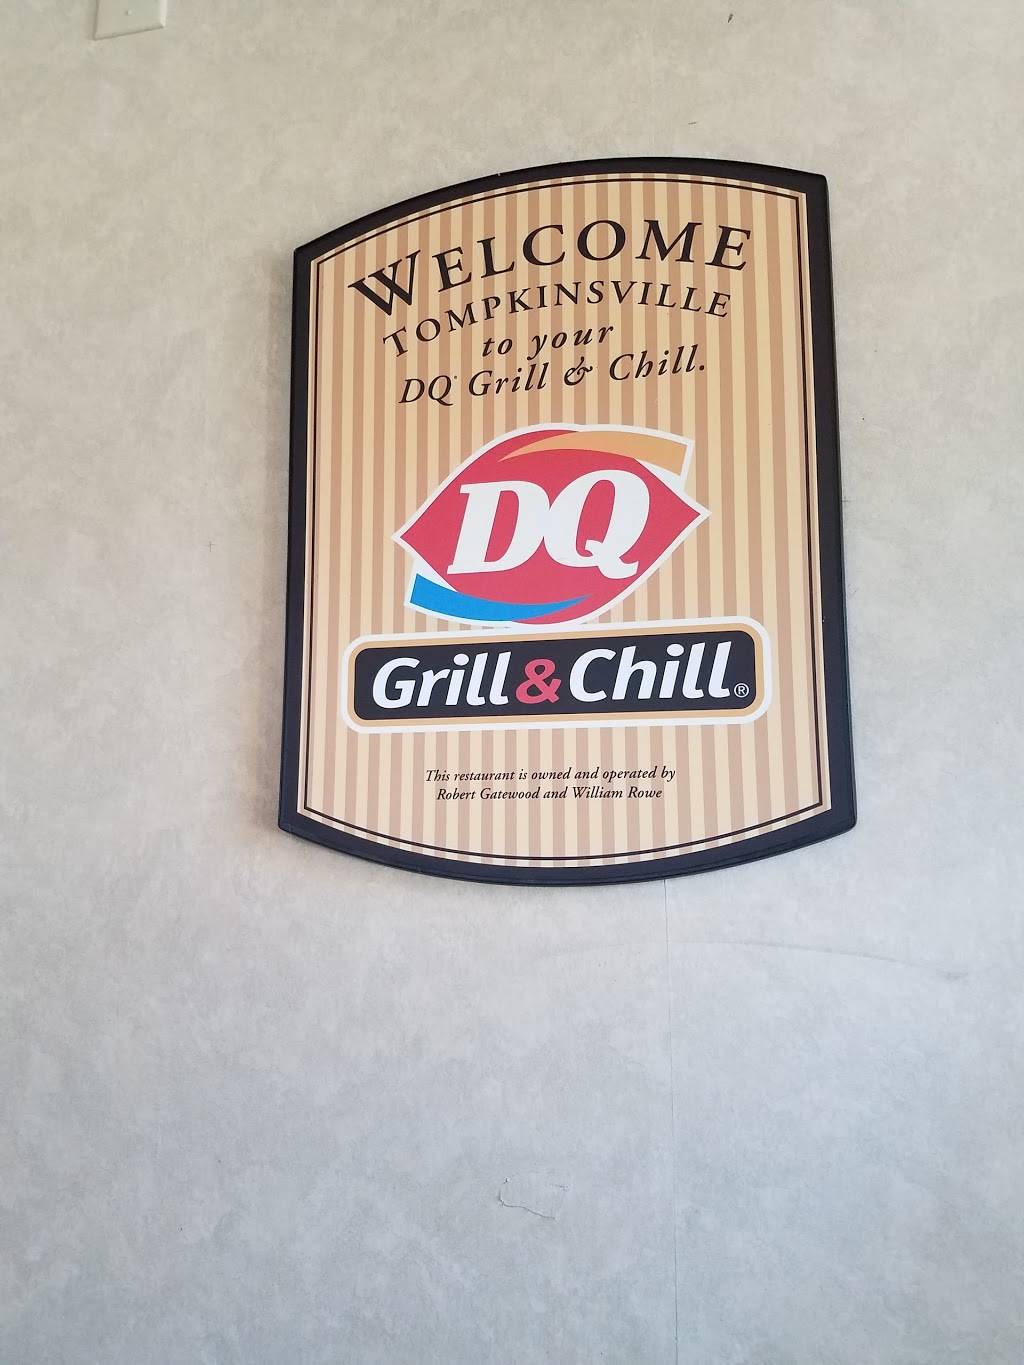 WELCOME
TOMPKINSVILLE
to your
DQ® Grill & Chill.
DQ
Grill & Chill®
This restaurant is owned and operated by
Robert Gatewood and William Rowe